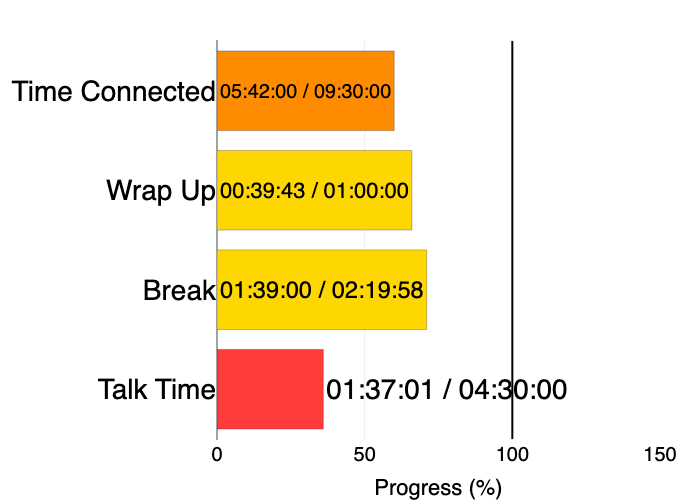 Time Connected 05:42:00 / 09:30:00
Wrap Up 00:39:43 / 01:00:00
Break 01:39:00 / 02:19:58
Talk Time 01:37:01 / 04:30:00
0 50 100 150
Progress (%)